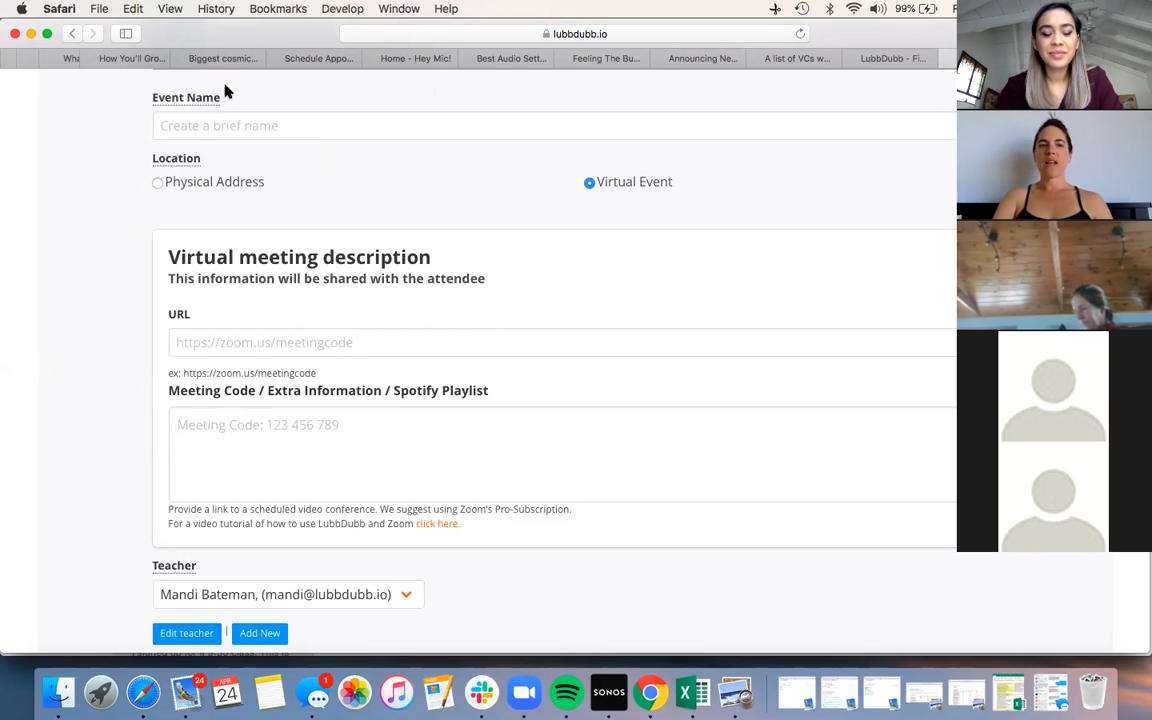 Safari File Edit View History Bookmarks Develop Window Help 99%
lubbdubb.io
Wha How You'll Gro... Biggest cosmic... Schedule Appo... Home - Hey Mic! Best Audio Sett... Feeling The Bu... Announcing Ne... A list of VCs w... LubbDubb - Fi...
Event Name
Create a brief name
Location
Physical Address Virtual Event
Virtual meeting description
This information will be shared with the attendee
URL
https://zoom.us/meetingcode
ex: https://zoom.us/meetingcode
Meeting Code / Extra Information / Spotify Playlist
Meeting Code: 123 456 789
Provide a link to a scheduled video conference. We suggest using Zoom's Pro-Subscription.
For a video tutorial of how to use LubbDubb and Zoom click here.
Teacher
Mandi Bateman, (mandi@lubbdubb.io)
Edit teacher | Add New
24 APR 24 1 SONOS